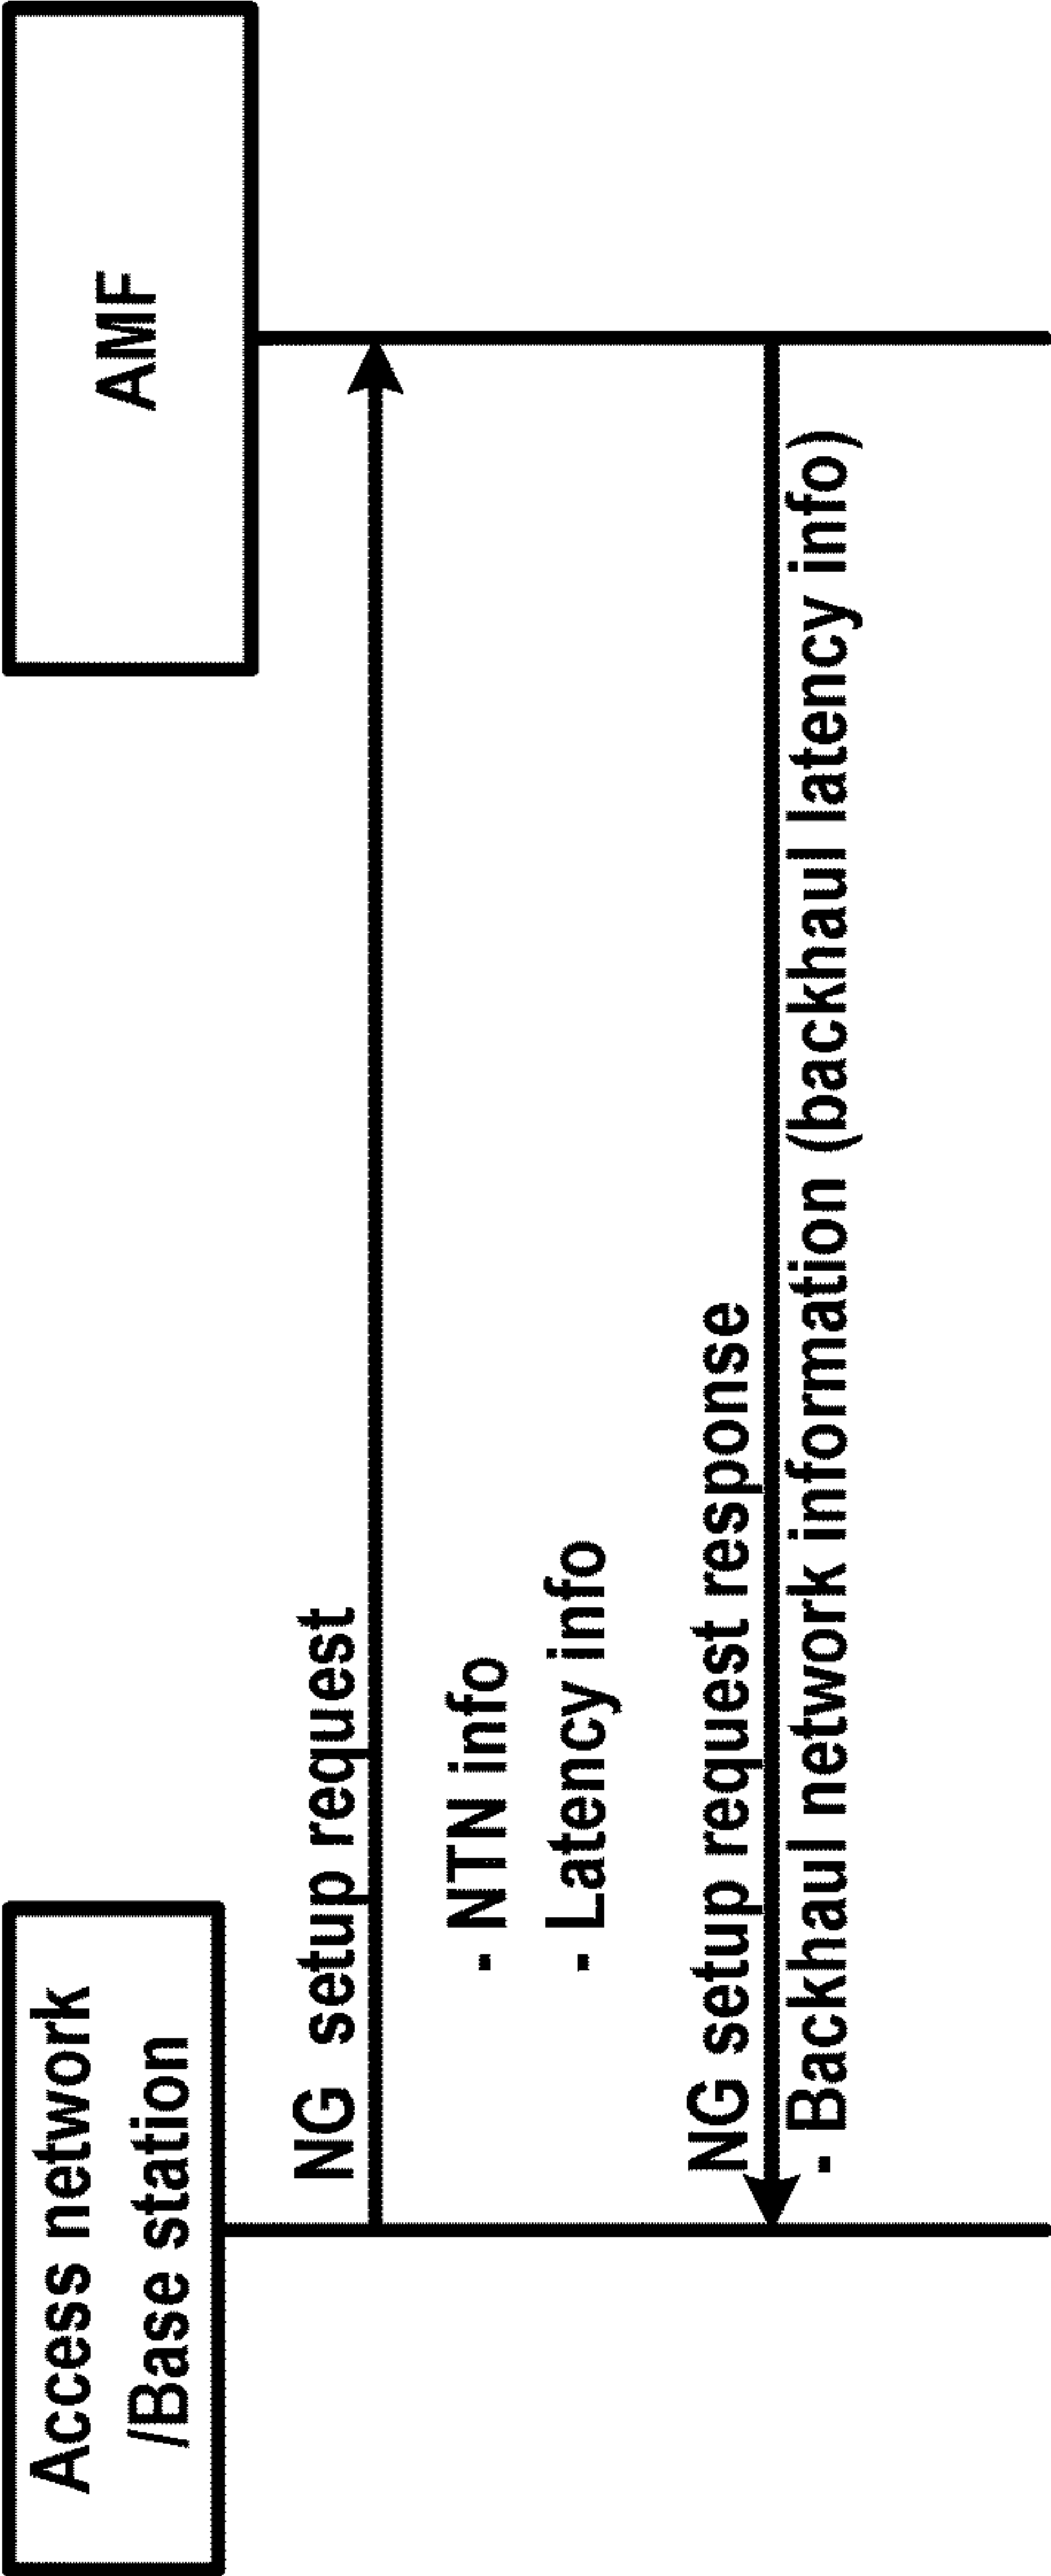 Access network
/Base station
AMF
NG setup request
- NTN info
- Latency info
NG setup request response
- Backhaul network information (backhaul latency info)